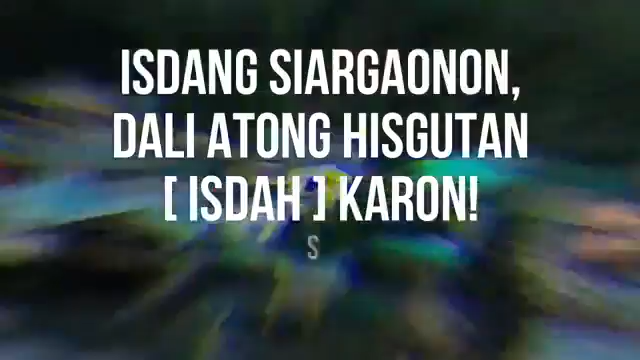 ISDANG SIARGAONON,
DALI ATONG HISGUTAN
[ ISDAH ] KARON!
S